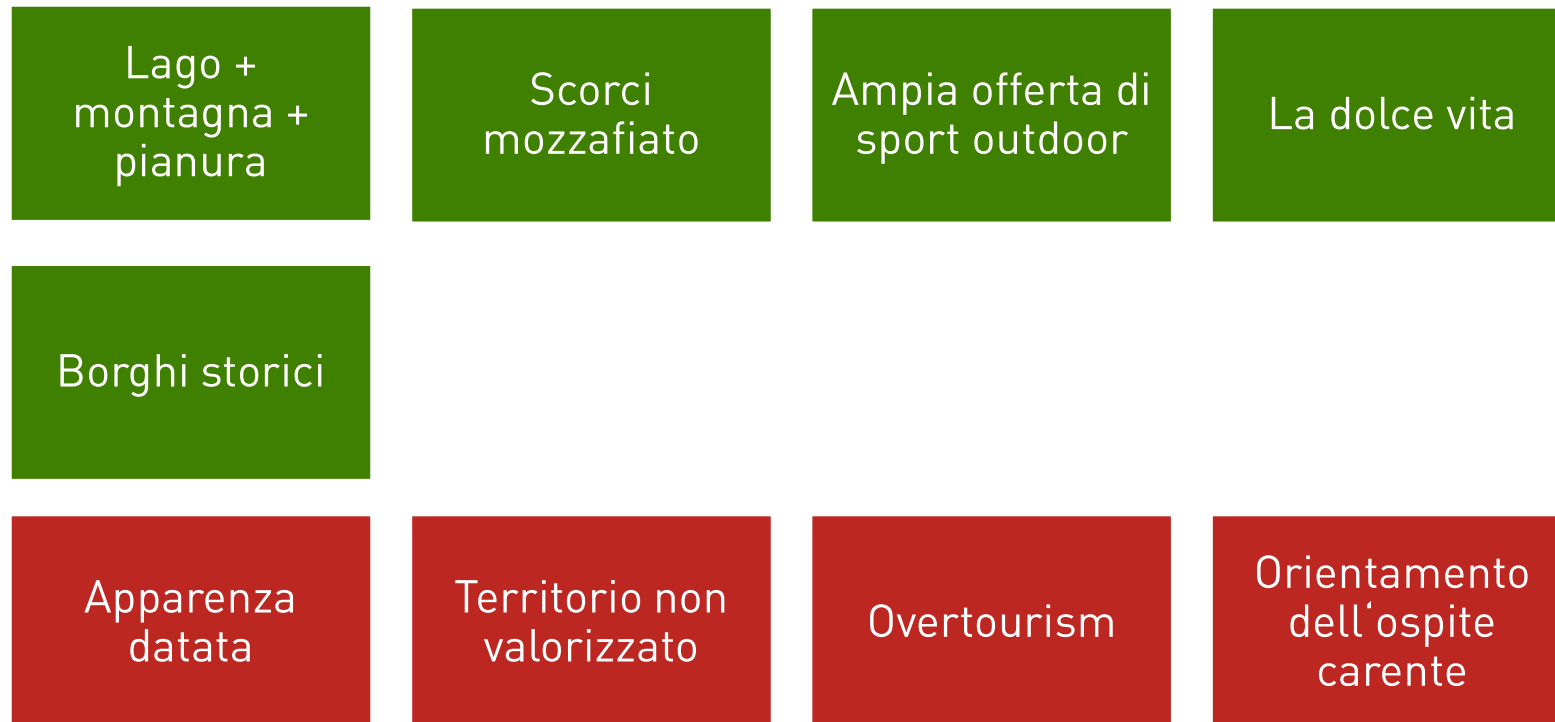 Lago +
montagna +
pianura
Scorci
mozzafiato
Ampia offerta di
sport outdoor
La dolce vita
Borghi storici
Apparenza
datata
Territorio non
valorizzato
Overtourism
Orientamento
dell‘ospite
carente